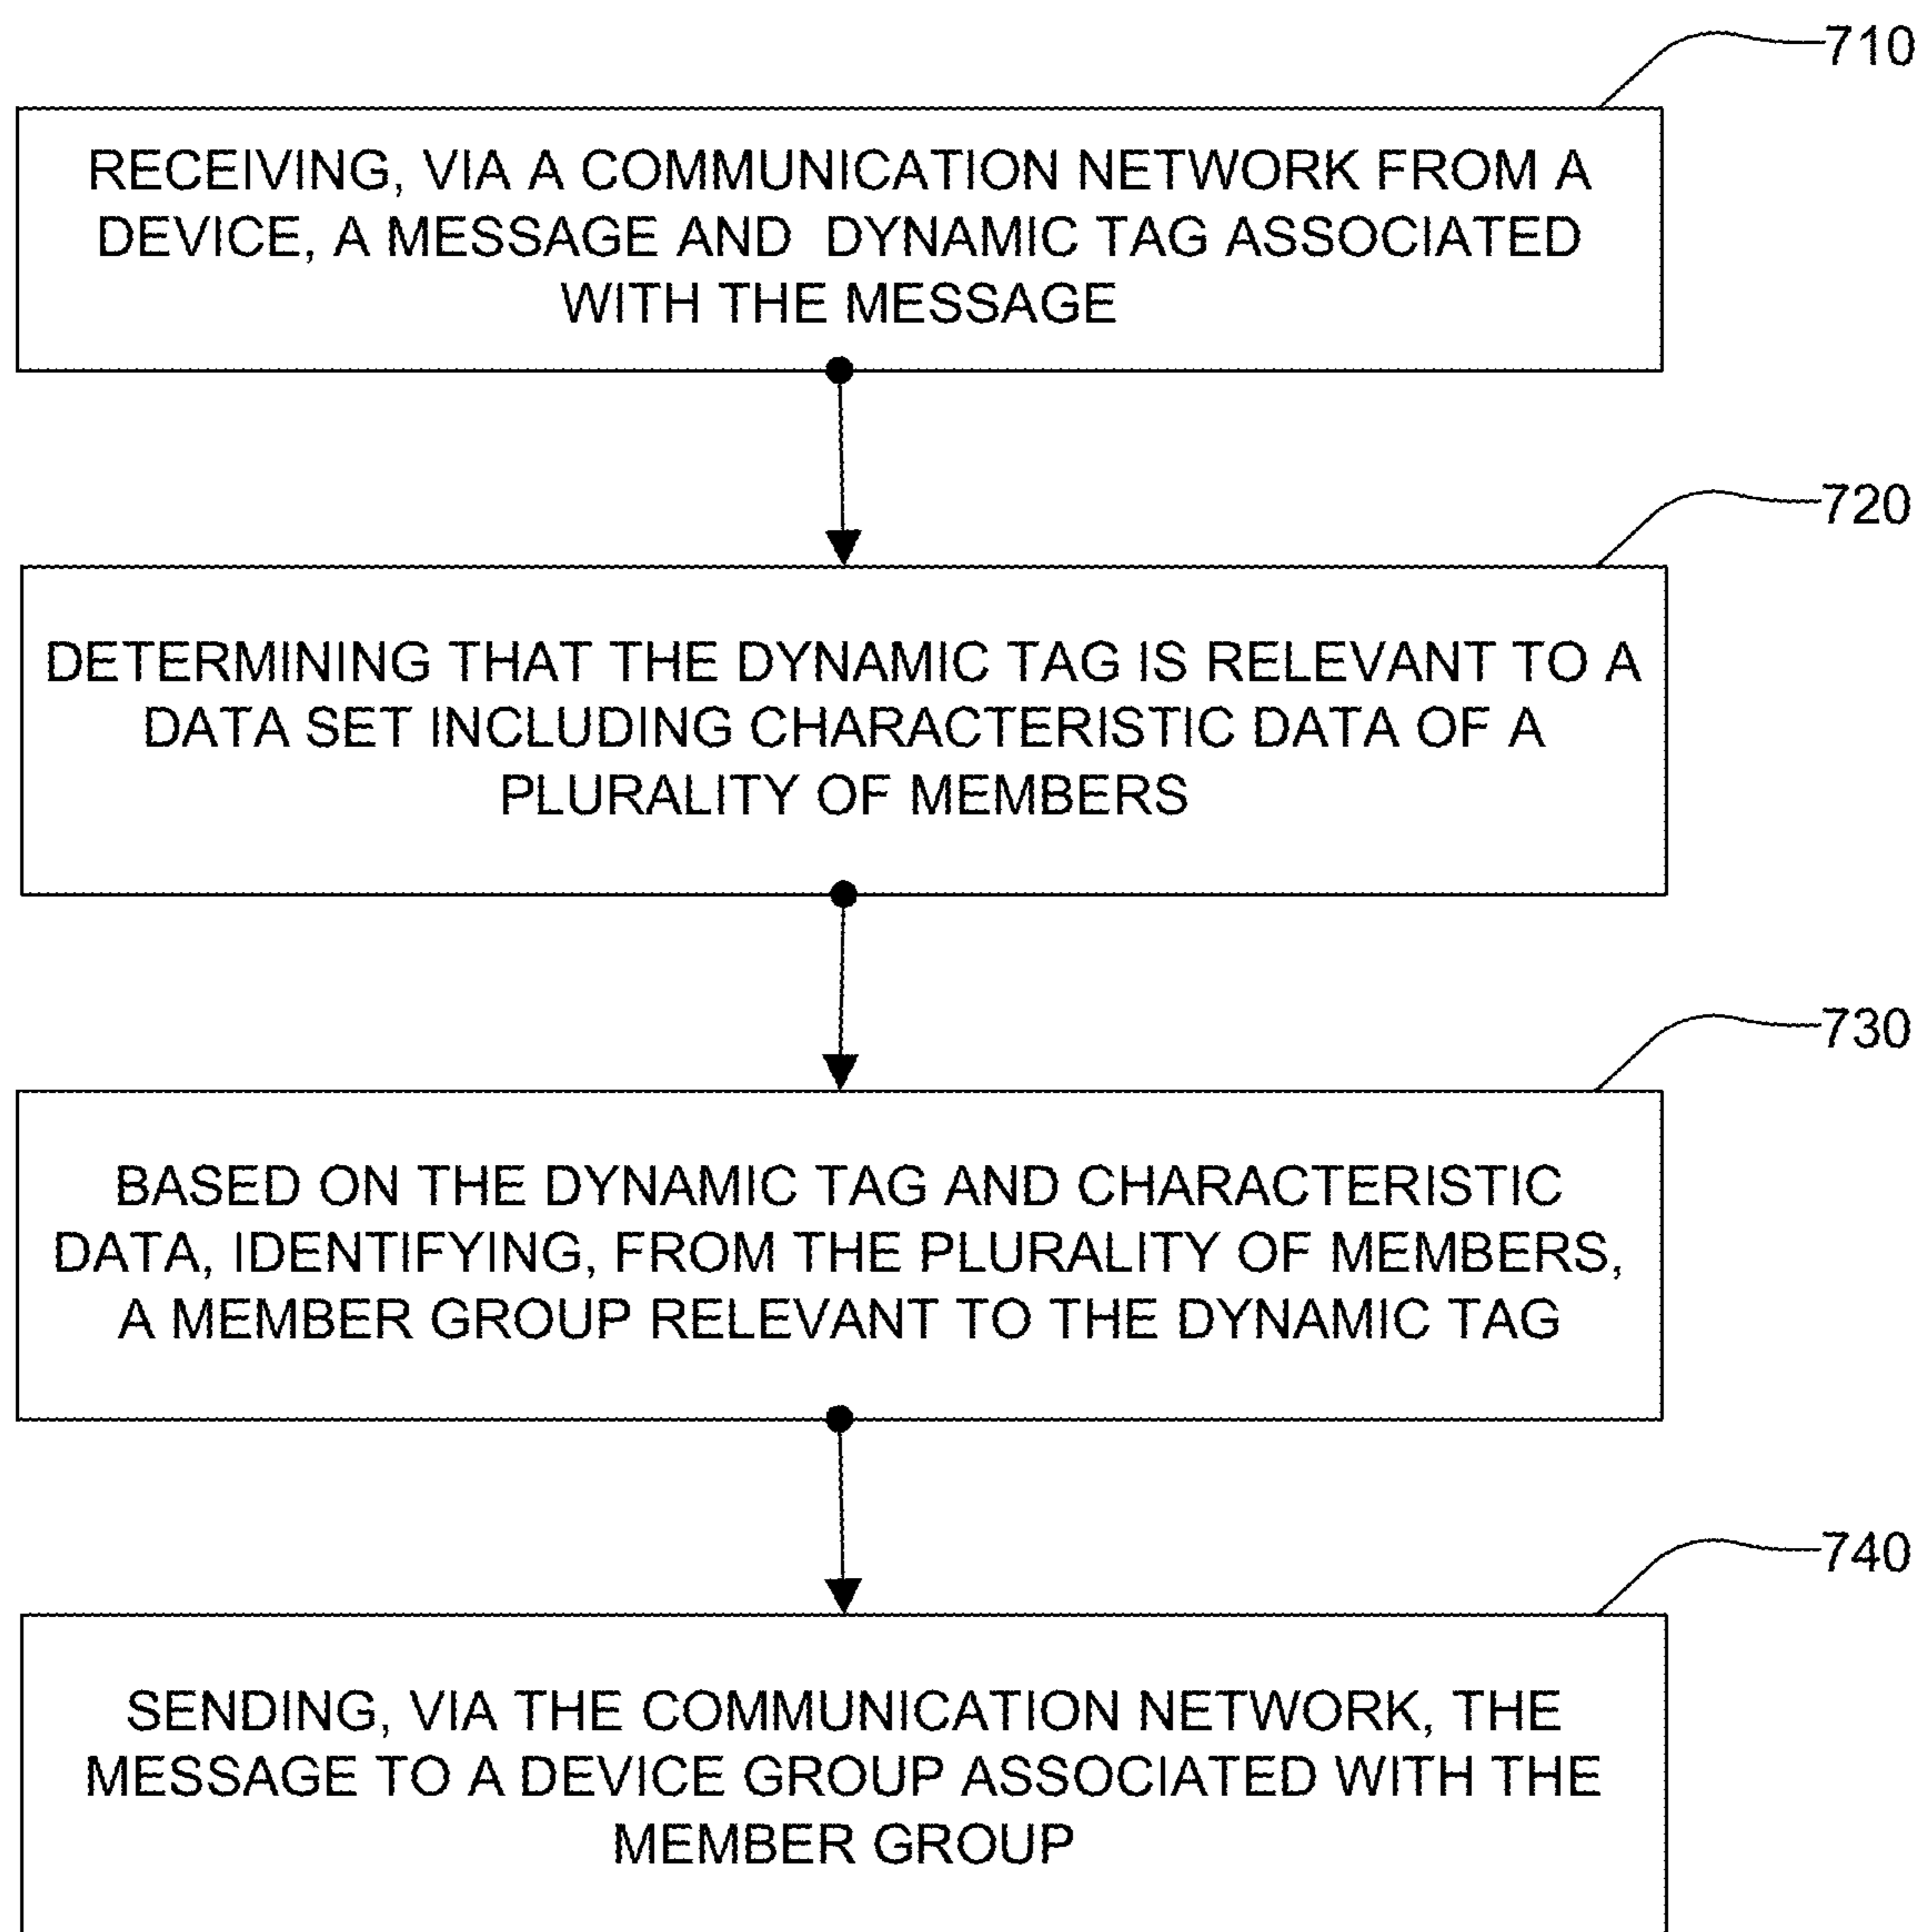 710
RECEIVING, VIA A COMMUNICATION NETWORK FROM A
DEVICE, A MESSAGE AND DYNAMIC TAG ASSOCIATED
WITH THE MESSAGE
720
DETERMINING THAT THE DYNAMIC TAG IS RELEVANT TO A
DATA SET INCLUDING CHARACTERISTIC DATA OF A
PLURALITY OF MEMBERS
730
BASED ON THE DYNAMIC TAG AND CHARACTERISTIC
DATA, IDENTIFYING, FROM THE PLURALITY OF MEMBERS,
A MEMBER GROUP RELEVANT TO THE DYNAMIC TAG
740
SENDING, VIA THE COMMUNICATION NETWORK, THE
MESSAGE TO A DEVICE GROUP ASSOCIATED WITH THE
MEMBER GROUP